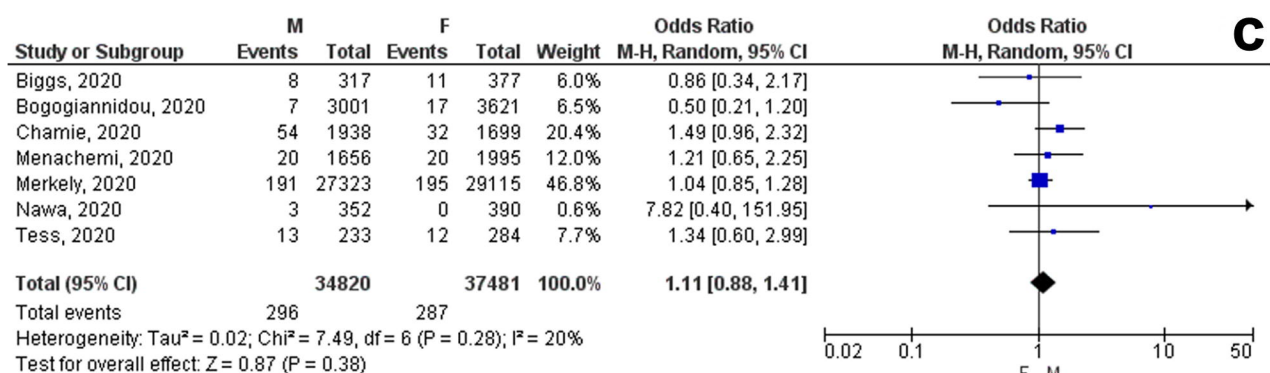 M F Odds Ratio Odds Ratio C
Study or Subgroup Events Total Events Total Weight M-H, Random, 95% CI M-H, Random, 95% CI
Biggs, 2020 8 317 11 377 6.0% 0.86 [0.34, 2.17]
Bogogiannidou, 2020 7 3001 17 3621 6.5% 0.50 [0.21, 1.20]
Chamie, 2020 54 1938 32 1699 20.4% 1.49 [0.96, 2.32]
Menachemi, 2020 20 1656 20 1995 12.0% 1.21 [0.65, 2.25]
Merkely, 2020 191 27323 195 29115 46.8% 1.04 [0.85, 1.28]
Nawa, 2020 3 352 0 390 0.6% 7.82 [0.40, 151.95]
Tess, 2020 13 233 12 284 7.7% 1.34 [0.60, 2.99]
Total (95% CI) 34820 37481 100.0% 1.11 [0.88, 1.41]
Total events 296 287
Heterogeneity: Tau² = 0.02; Chi² = 7.49, df = 6 (P = 0.28); I² = 20%
Test for overall effect: Z = 0.87 (P = 0.38)
0.02 0.1 1 10 50
F M